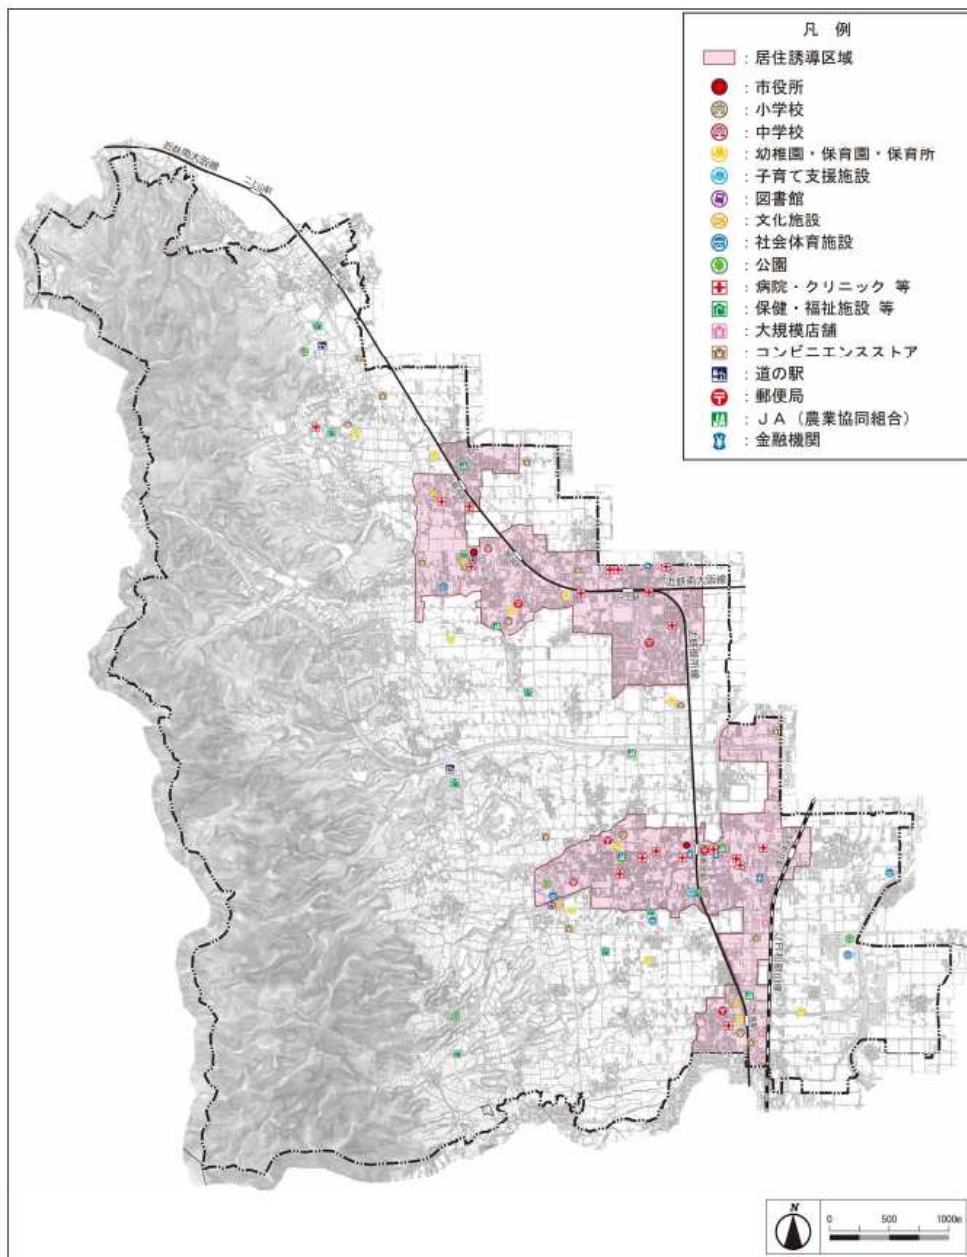 凡 例
：居住誘導区域
：市役所
：小学校
：中学校
：幼稚園・保育園・保育所
：子育て支援施設
：図書館
：文化施設
：社会体育施設
：公園
：病院・クリニック 等
：保健・福祉施設 等
：大規模店舗
：コンビニエンスストア
：道の駅
：郵便局
：ＪＡ（農業協同組合）
：金融機関
近鉄南大阪線
二上山駅
近鉄南大阪線
近鉄御所線
JR和歌山線
N
0 500 1000m